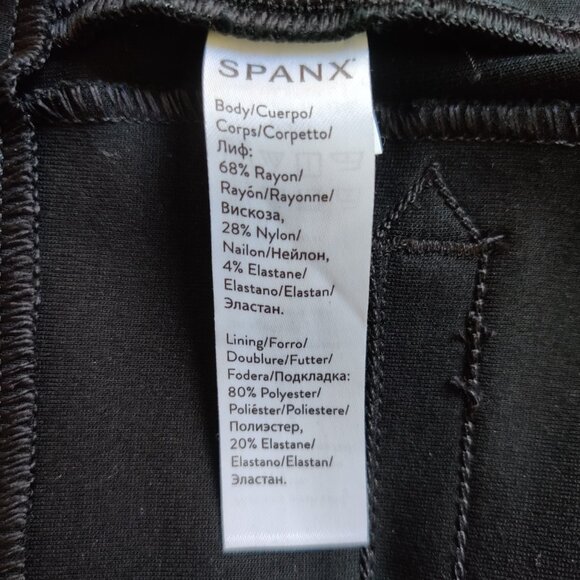 SPANX
Body/Cuerpo/
Corps/Corpetto/
Лиф:
68% Rayon/
Rayón/Rayonne/
Вискоза,
28% Nylon/
Nailon/Нейлон,
4% Elastane/
Elastano/Elastan/
Эластан.
Lining/Forro/
Doublure/Futter/
Fodera/Подкладка:
80% Polyester/
Poliéster/Poliestere/
Полиэстер,
20% Elastane/
Elastano/Elastan/
Эластан.